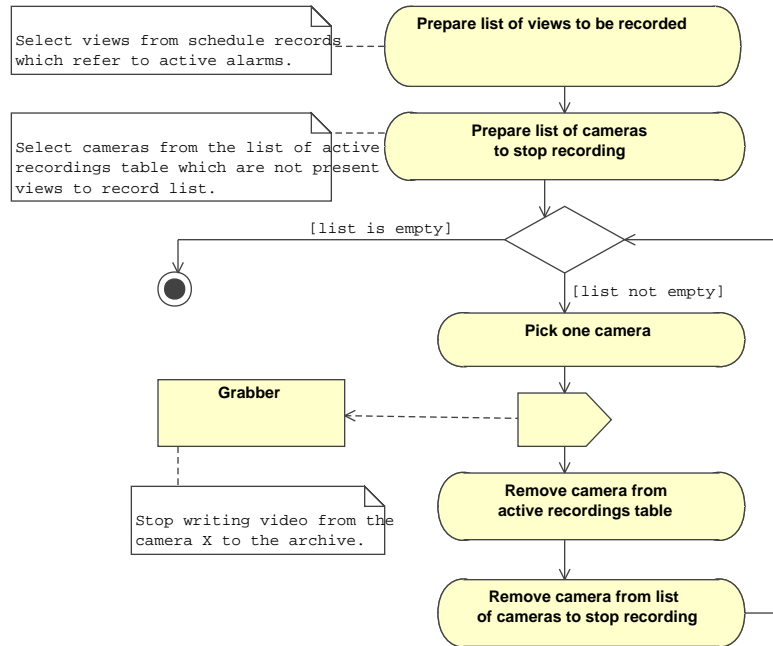 Prepare list of views to be recorded
Select views from schedule records
which refer to active alarms.
Prepare list of cameras
to stop recording
Select cameras from the list of active
recordings table which are not present
views to record list.
[list is empty]
[list not empty]
Pick one camera
Grabber
Remove camera from
active recordings table
Stop writing video from the
camera X to the archive.
Remove camera from list
of cameras to stop recording